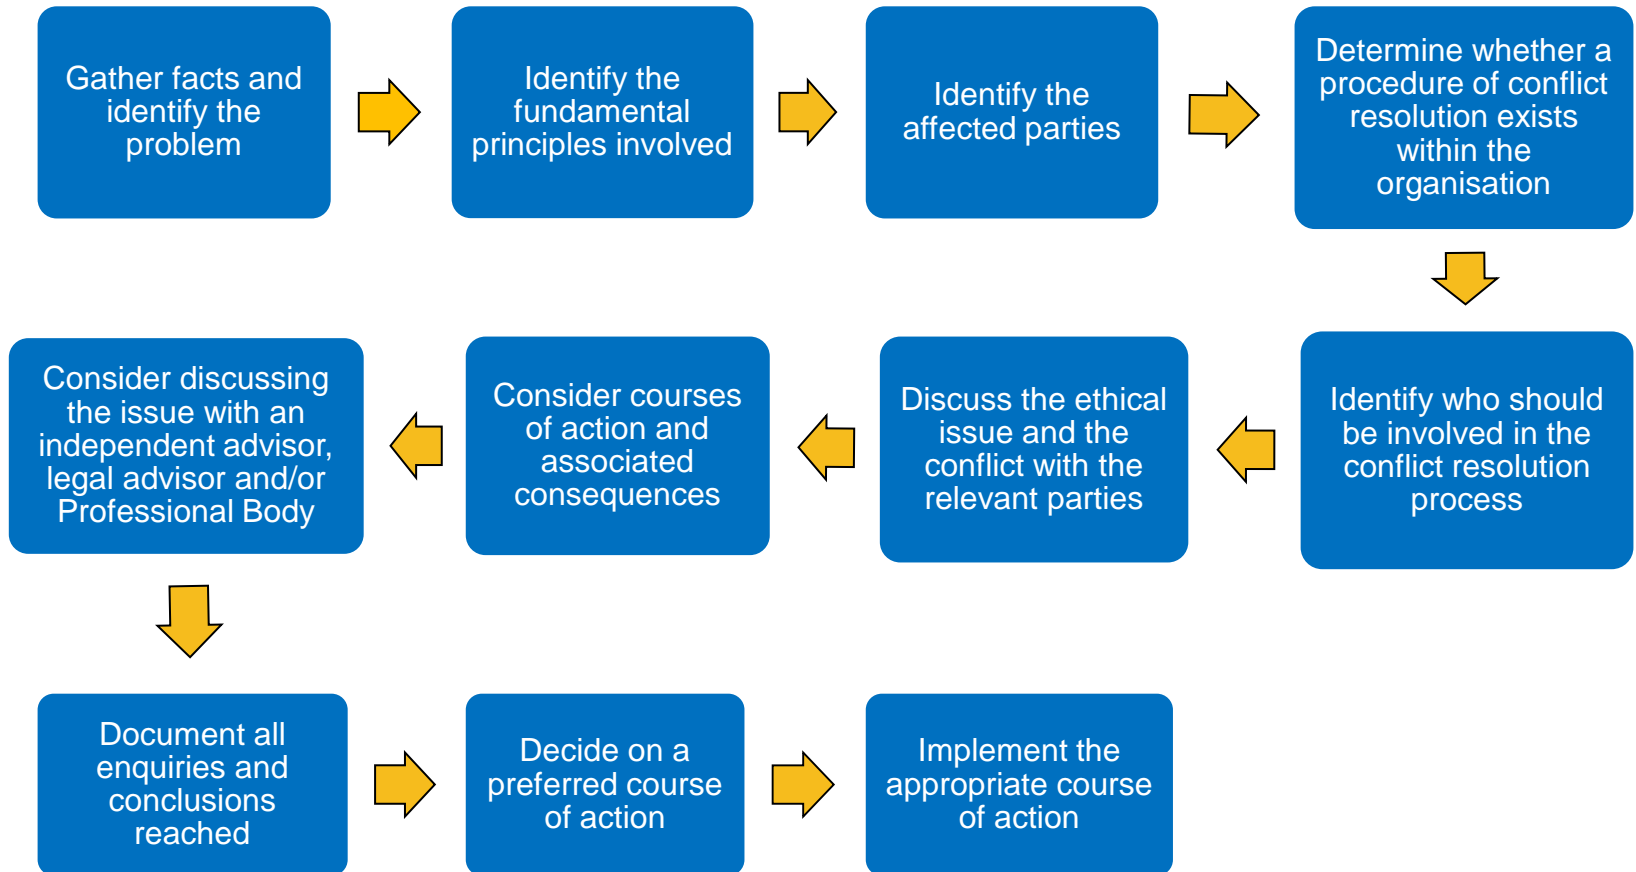 Gather facts and
identify the
problem
Identify the
fundamental
principles involved
Identify the
affected parties
Determine whether a
procedure of conflict
resolution exists
within the
organisation
Identify who should
be involved in the
conflict resolution
process
Discuss the ethical
issue and the
conflict with the
relevant parties
Consider courses
of action and
associated
consequences
Consider discussing
the issue with an
independent advisor,
legal advisor and/or
Professional Body
Document all
enquiries and
conclusions
reached
Decide on a
preferred course
of action
Implement the
appropriate course
of action